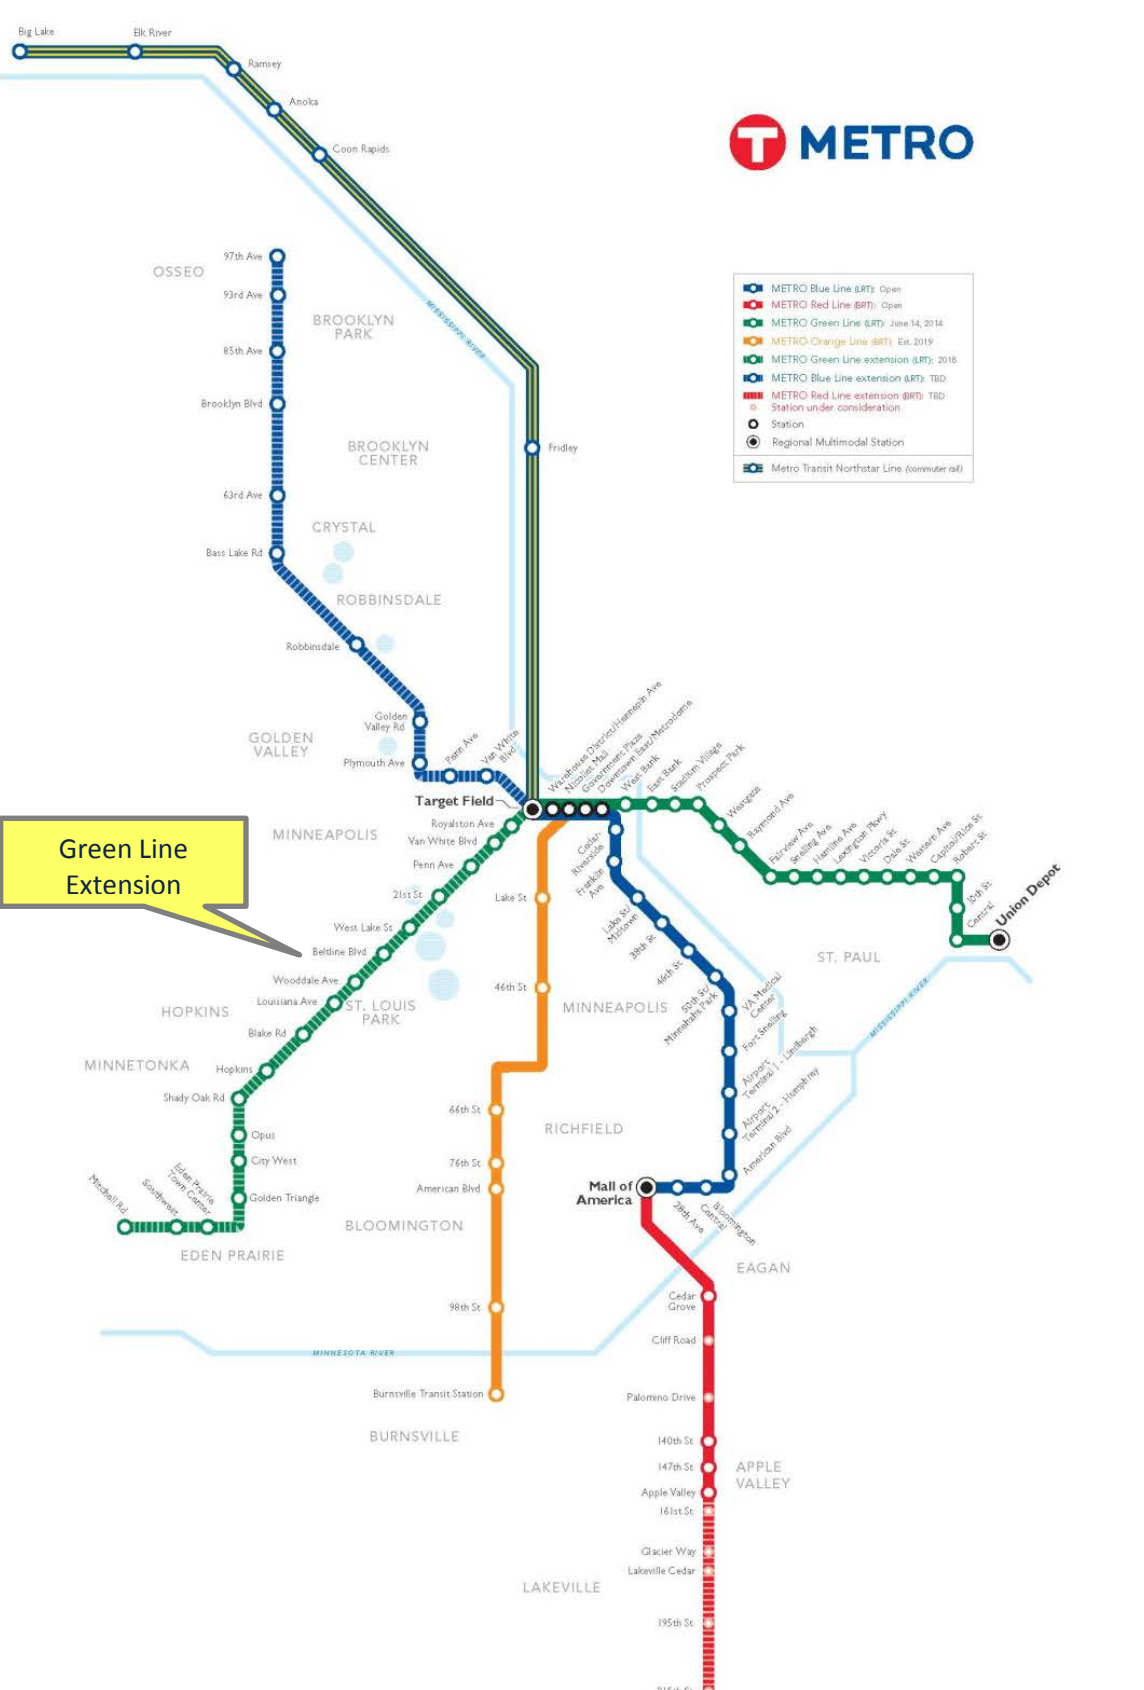 Big Lake
Elk River
Ramsey
Anoka
Coon Rapids
T METRO
97th Ave
OSSEO
93rd Ave
BROOKLYN
PARK
MISSISSIPPI RIVER
85th Ave
Brooklyn Blvd
BROOKLYN
CENTER
Fridley
METRO Blue Line (LRT): Open
METRO Red Line (BRT): Open
METRO Green Line (LRT): June 14, 2014
METRO Orange Line (BRT): Est. 2019
METRO Green Line extension (LRT): 2018
METRO Blue Line extension (LRT): TBD
METRO Red Line extension (BRT): TBD
Station under consideration
Station
Regional Multimodal Station
Metro Transit Northstar Line (commuter rail)
63rd Ave
CRYSTAL
Bass Lake Rd
ROBBINSDALE
Robbinsdale
Golden
Valley Rd
GOLDEN
VALLEY
Plymouth Ave
Penn Ave
Van White
Blvd
Target Field
Warehouse District/Hennepin Ave
Nicollet Mall
Government Plaza
Downtown East/Metrodome
West Bank
East Bank
Stadium Village
Prospect Park
Westgate
Raymond Ave
Fairview Ave
Snelling Ave
Hamline Ave
Lexington Pkwy
Victoria St
Dale St
Western Ave
Capitol/Rice St
Robert St
10th St
Central
Union Depot
MINNEAPOLIS
Royalston Ave
Van White Blvd
Penn Ave
21st St
West Lake St
Beltline Blvd
Wooddale Ave
Louisiana Ave
Blake Rd
Hopkins
Shady Oak Rd
Opus
City West
Golden Triangle
Eden Prairie
Town Center
Southwest
Mitchell Rd
Green Line
Extension
HOPKINS
ST. LOUIS
PARK
MINNETONKA
EDEN PRAIRIE
Lake St
46th St
66th St
76th St
American Blvd
98th St
Burnsville Transit Station
Cedar-
Riverside
Franklin
Ave
Lake St/
Midtown
38th St
46th St
50th St/
Minnehaha Park
VA Medical
Center
Fort Snelling
Airport
Terminal 1 - Lindbergh
Airport
Terminal 2 - Humphrey
American Blvd
Bloomington
Central
28th Ave
Mall of
America
MINNEAPOLIS
ST. PAUL
MISSISSIPPI RIVER
RICHFIELD
BLOOMINGTON
EAGAN
MINNESOTA RIVER
BURNSVILLE
Cedar
Grove
Cliff Road
Palomino Drive
140th St
147th St
Apple Valley
APPLE
VALLEY
161st St
Glacier Way
Lakeville Cedar
LAKEVILLE
195th St
215th St